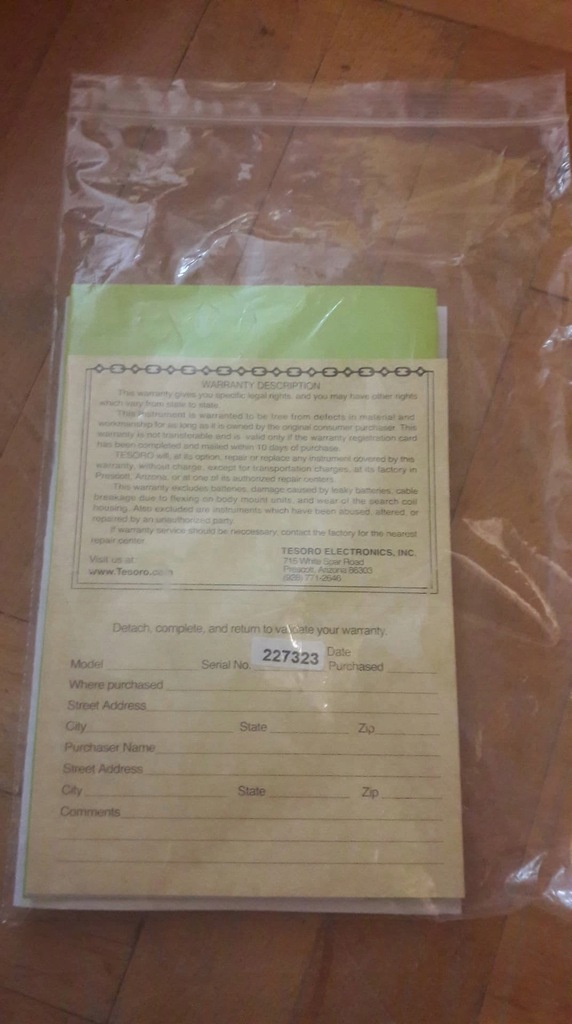 WARRANTY DESCRIPTION
This warranty gives you specific legal rights, and you may have other rights
which vary from state to state.
This instrument is warranted to be free from defects in material and
workmanship for as long as it is owned by the original consumer purchaser. This
warranty is not transferable and is valid only if the warranty registration card
has been completed and mailed within 10 days of purchase.
TESORO will, at its option, repair or replace any instrument covered by this
warranty, without charge, except for transportation charges, at its factory in
Prescott, Arizona, or at one of its authorized repair centers.
This warranty excludes batteries, damage caused by leaky batteries, cable
breakage due to flexing on body mount units, and wear of the search coil
housing. Also excluded are instruments which have been abused, altered, or
repaired by an unauthorized party.
If warranty service should be neccessary, contact the factory for the nearest
repair center.
Visit us at
www.Tesoro.com
TESORO ELECTRONICS, INC.
715 White Spar Road
Prescott, Arizona 86303
(928) 771-2646
Detach, complete, and return to validate your warranty.
Model Serial No. 227323 Date Purchased
Where purchased
Street Address
City State Zip
Purchaser Name
Street Address
City State Zip
Comments